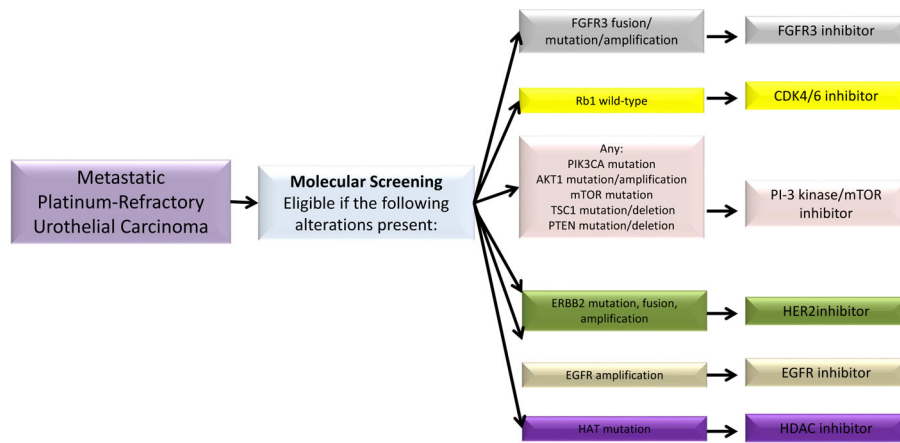 Metastatic
Platinum-Refractory
Urothelial Carcinoma
Molecular Screening
Eligible if the following
alterations present:
FGFR3 fusion/
mutation/amplification
FGFR3 inhibitor
Rb1 wild-type
CDK4/6 inhibitor
Any:
PIK3CA mutation
AKT1 mutation/amplification
mTOR mutation
TSC1 mutation/deletion
PTEN mutation/deletion
PI-3 kinase/mTOR
inhibitor
ERBB2 mutation, fusion,
amplification
HER2inhibitor
EGFR amplification
EGFR inhibitor
HAT mutation
HDAC inhibitor